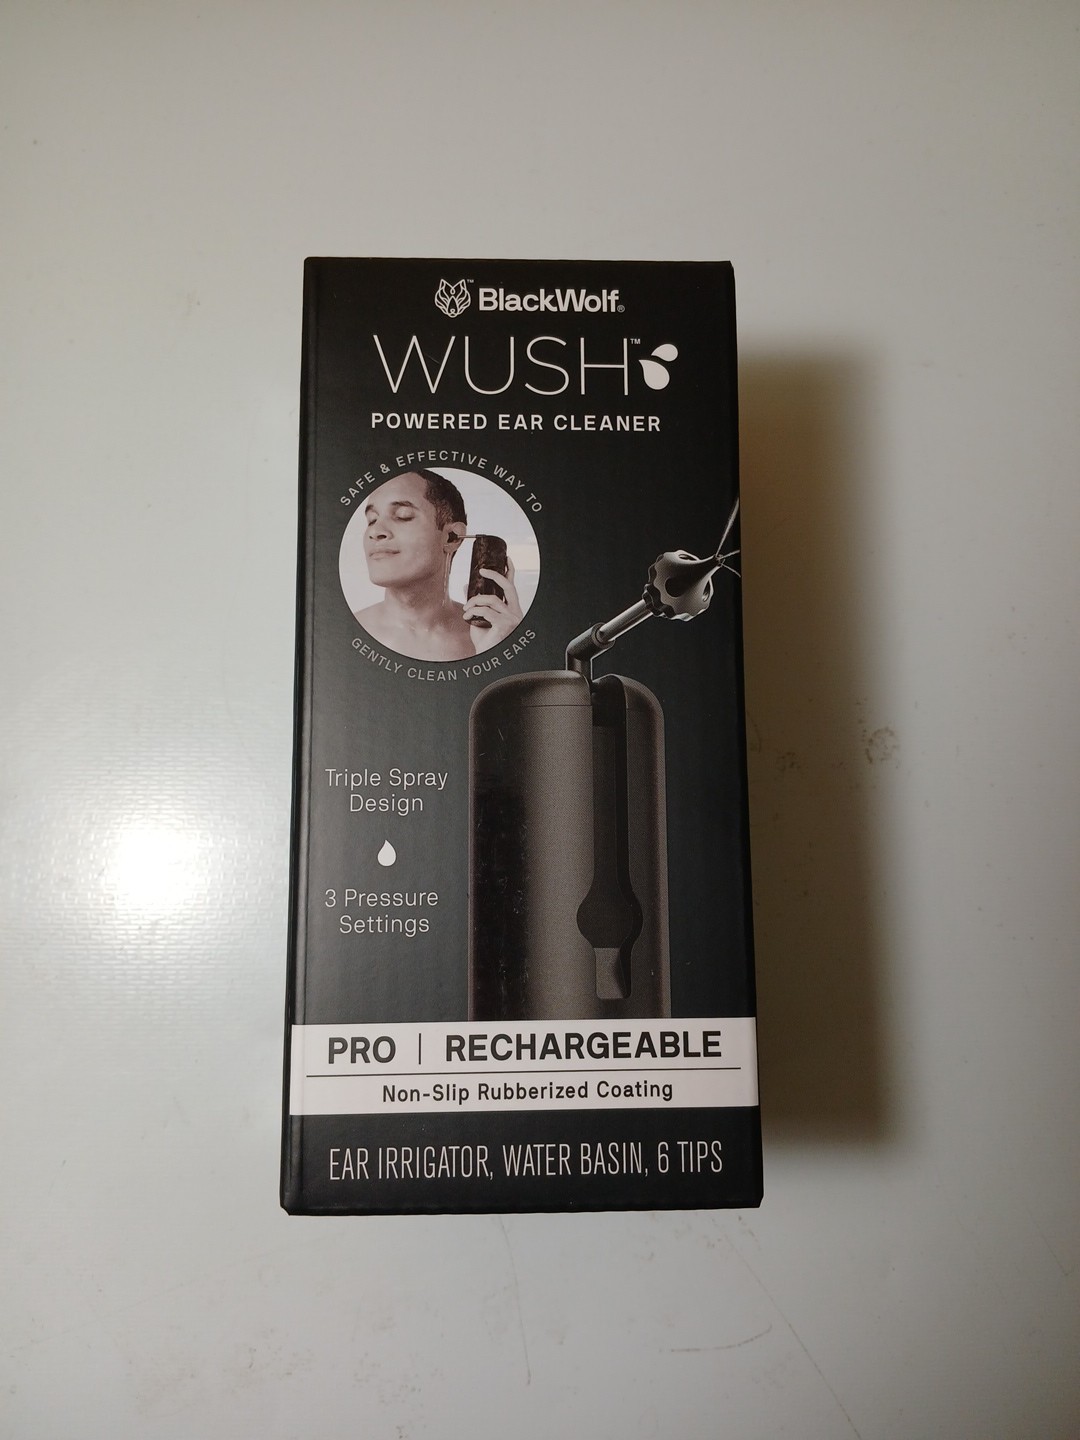 BlackWolf®
WUSH™
POWERED EAR CLEANER
SAFE & EFFECTIVE WAY TO
GENTLY CLEAN YOUR EARS
Triple Spray
Design
3 Pressure
Settings
PRO | RECHARGEABLE
Non-Slip Rubberized Coating
EAR IRRIGATOR, WATER BASIN, 6 TIPS